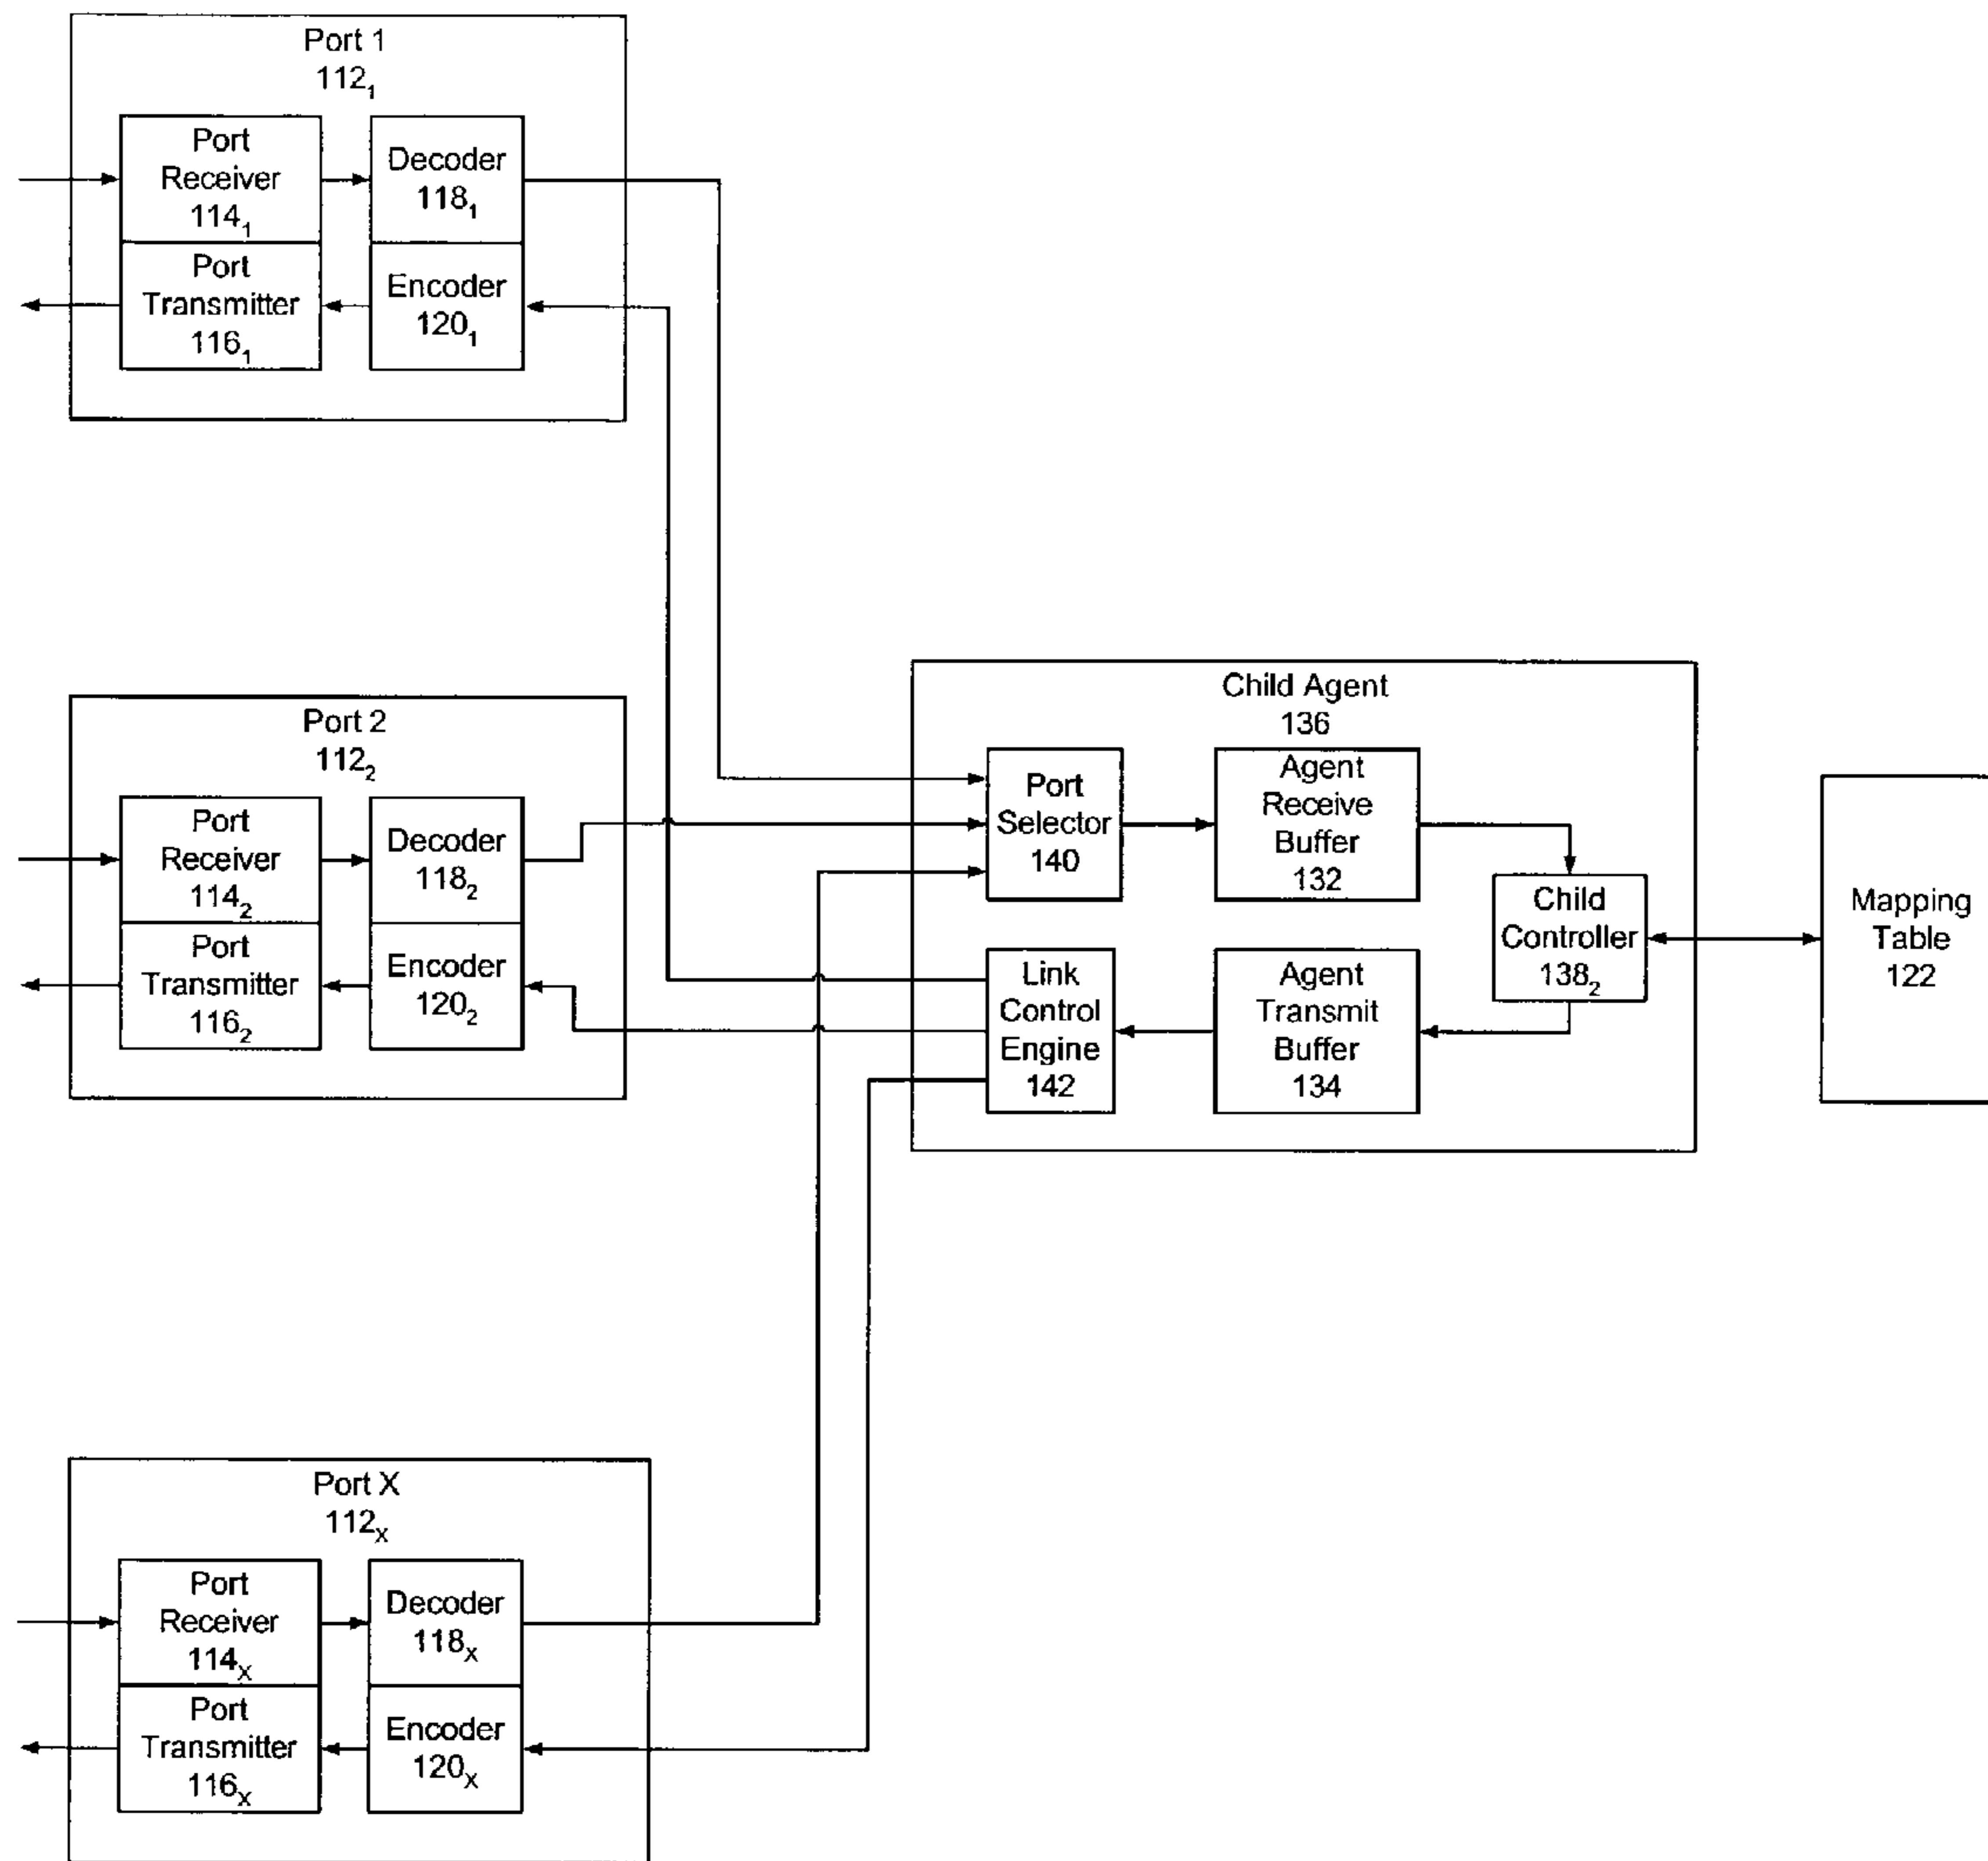 Port 1
112₁
Port
Receiver
114₁
Decoder
118₁
Port
Transmitter
116₁
Encoder
120₁
Port 2
112₂
Port
Receiver
114₂
Decoder
118₂
Port
Transmitter
116₂
Encoder
120₂
Child Agent
136
Port
Selector
140
Agent
Receive
Buffer
132
Child
Controller
138₂
Link
Control
Engine
142
Agent
Transmit
Buffer
134
Mapping
Table
122
Port X
112ₓ
Port
Receiver
114ₓ
Decoder
118ₓ
Port
Transmitter
116ₓ
Encoder
120ₓ